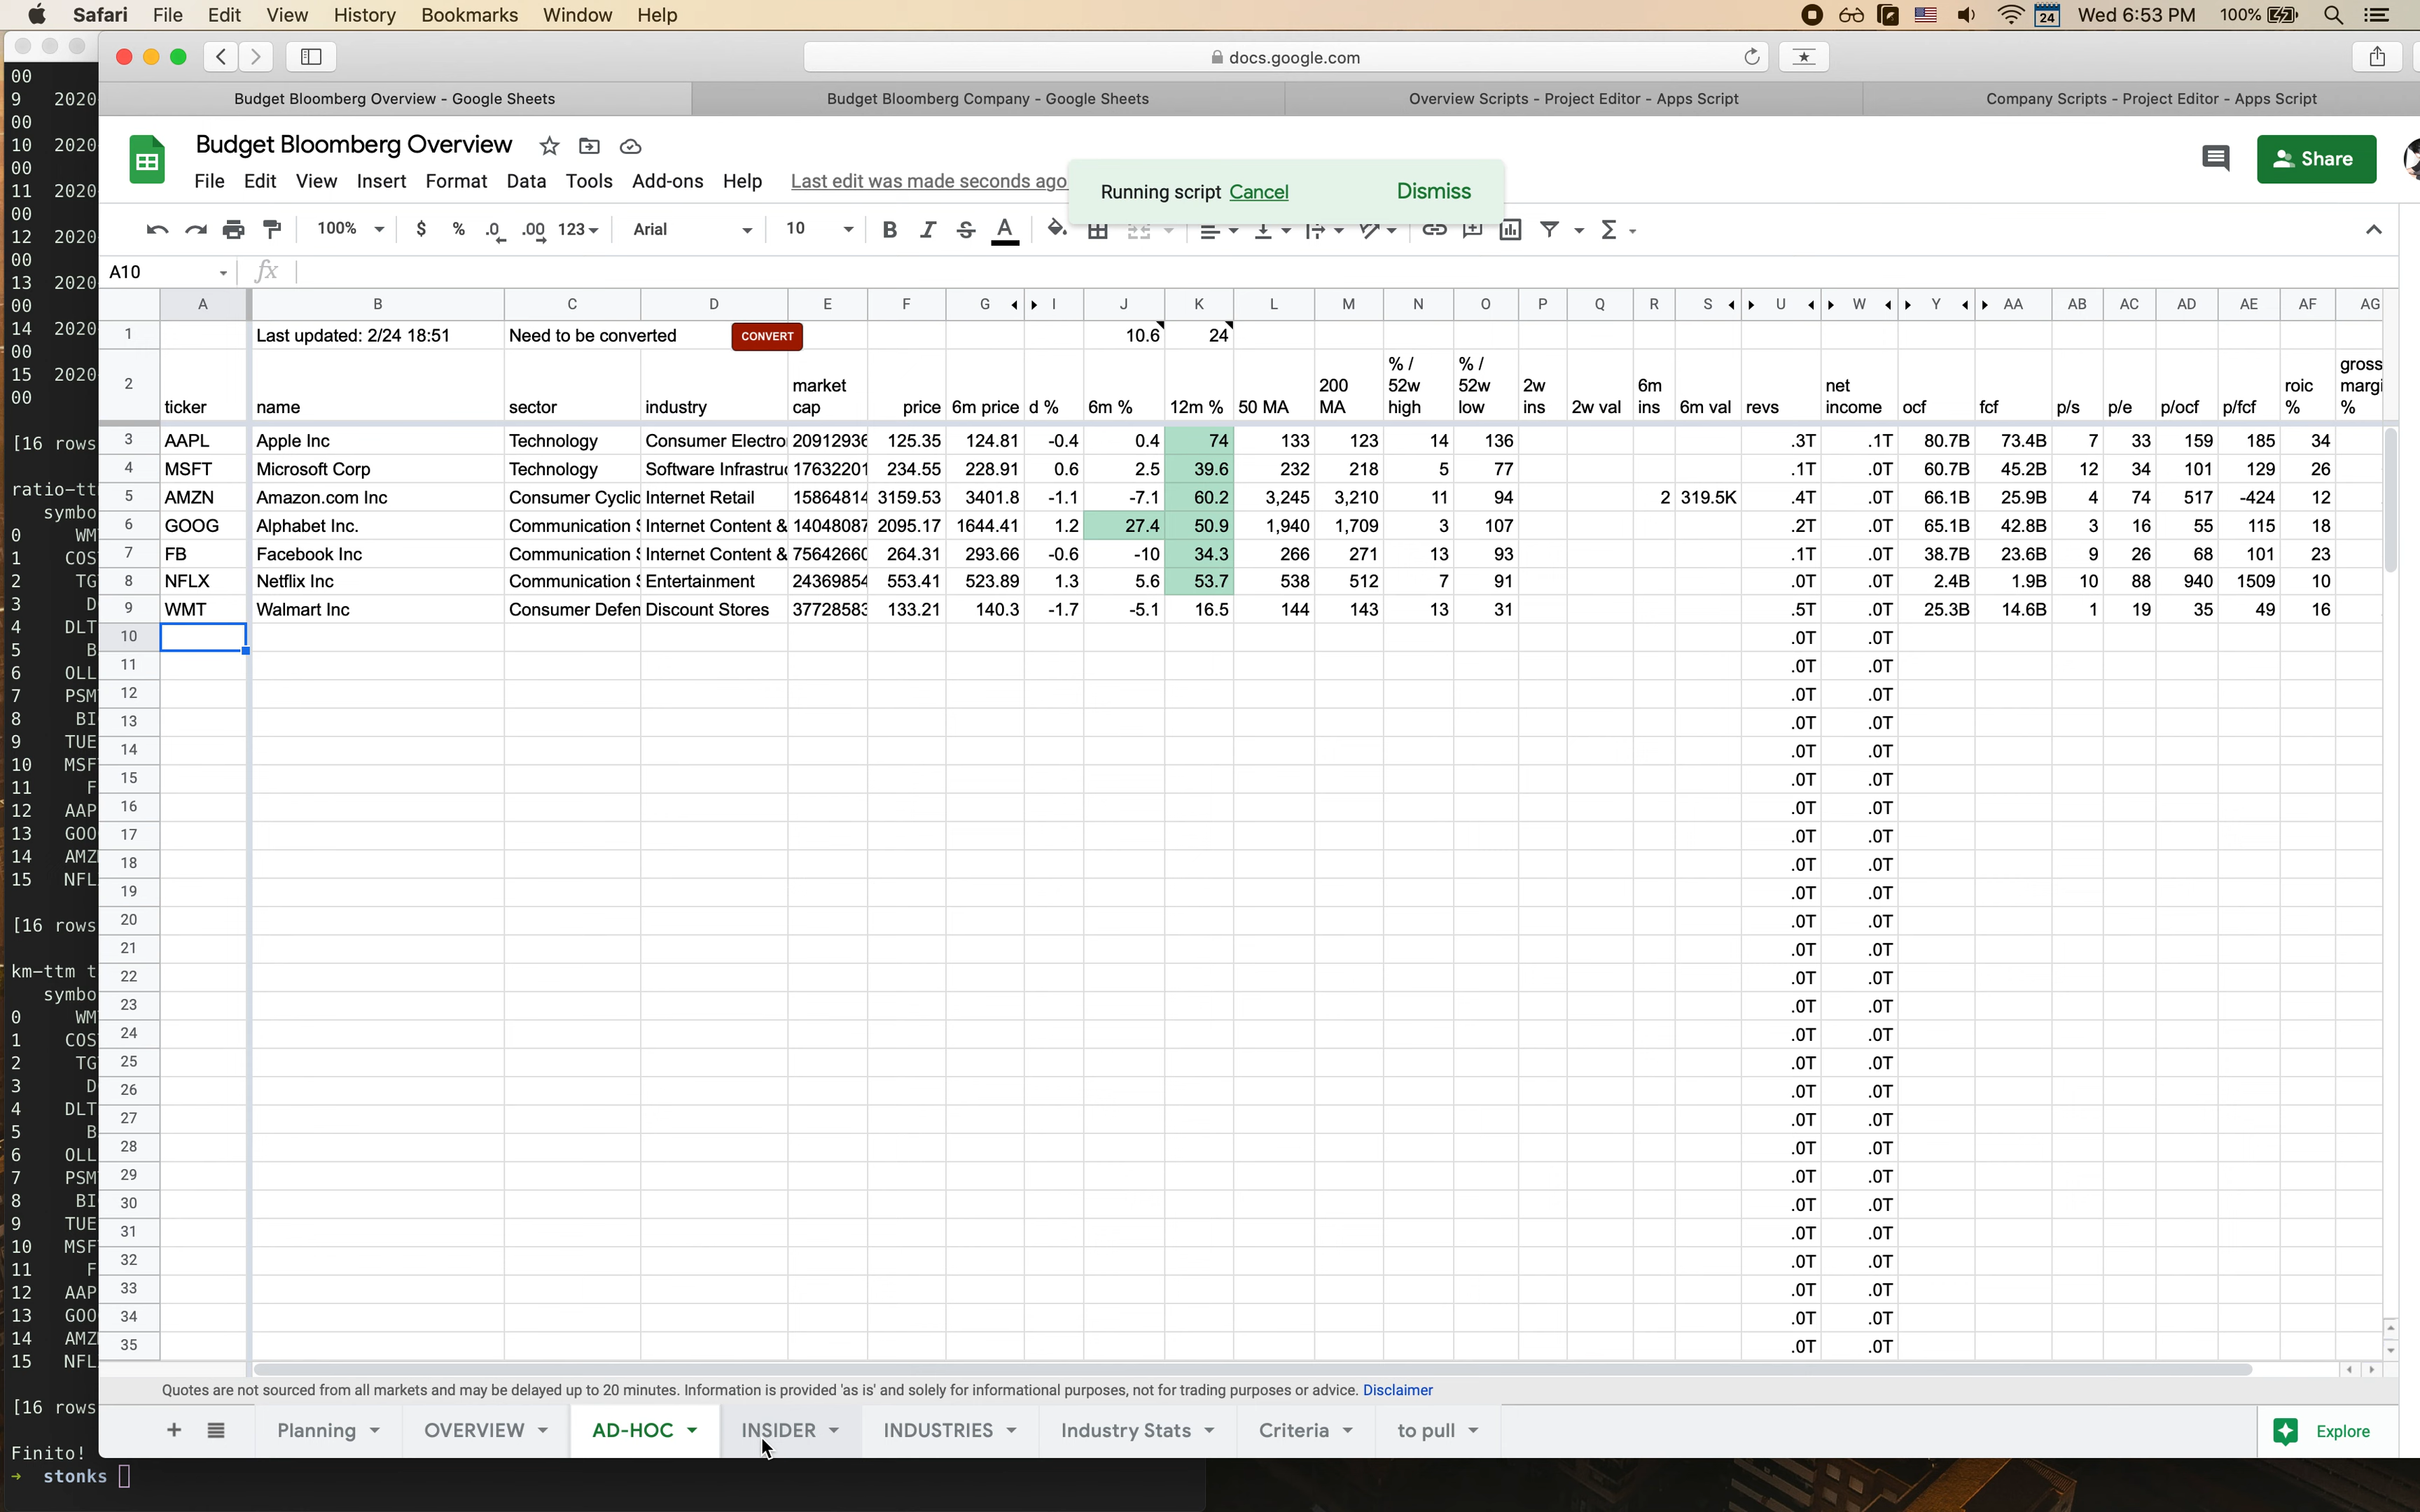 Safari File Edit View History Bookmarks Window Help 24 Wed 6:53 PM 100%
docs.google.com
Budget Bloomberg Overview - Google Sheets Budget Bloomberg Company - Google Sheets Overview Scripts - Project Editor - Apps Script Company Scripts - Project Editor - Apps Script
Budget Bloomberg Overview
Share
File Edit View Insert Format Data Tools Add-ons Help Last edit was made seconds ago
Running script Cancel Dismiss
100% $ % .0 .00 123 Arial 10 B I S A
A10 fx
A B C D E F G I J K L M N O P Q R S U W Y AA AB AC AD AE AF AG
1 Last updated: 2/24 18:51 Need to be converted CONVERT 10.6 24
2 ticker name sector industry market cap price 6m price d % 6m % 12m % 50 MA 200 MA % / 52w high % / 52w low 2w ins 2w val 6m ins 6m val revs net income ocf fcf p/s p/e p/ocf p/fcf roic % gross %
3 AAPL Apple Inc Technology Consumer Electro 20912936 125.35 124.81 -0.4 0.4 74 133 123 14 136 .3T .1T 80.7B 73.4B 7 33 159 185 34
4 MSFT Microsoft Corp Technology Software Infrastru 17632201 234.55 228.91 0.6 2.5 39.6 232 218 5 77 .1T .0T 60.7B 45.2B 12 34 101 129 26
5 AMZN Amazon.com Inc Consumer Cyclic Internet Retail 15864814 3159.53 3401.8 -1.1 -7.1 60.2 3,245 3,210 11 94 2 319.5K .4T .0T 66.1B 25.9B 4 74 517 -424 12
6 GOOG Alphabet Inc. Communication Internet Content & 14048087 2095.17 1644.41 1.2 27.4 50.9 1,940 1,709 3 107 .2T .0T 65.1B 42.8B 3 16 55 115 18
7 FB Facebook Inc Communication Internet Content & 75642660 264.31 293.66 -0.6 -10 34.3 266 271 13 93 .1T .0T 38.7B 23.6B 9 26 68 101 23
8 NFLX Netflix Inc Communication Entertainment 24369854 553.41 523.89 1.3 5.6 53.7 538 512 7 91 .0T .0T 2.4B 1.9B 10 88 940 1509 10
9 WMT Walmart Inc Consumer Defen Discount Stores 37728583 133.21 140.3 -1.7 -5.1 16.5 144 143 13 31 .5T .0T 25.3B 14.6B 1 19 35 49 16
10 .0T .0T
11 .0T .0T
12 .0T .0T
13 .0T .0T
14 .0T .0T
15 .0T .0T
16 .0T .0T
17 .0T .0T
18 .0T .0T
19 .0T .0T
20 .0T .0T
21 .0T .0T
22 .0T .0T
23 .0T .0T
24 .0T .0T
25 .0T .0T
26 .0T .0T
27 .0T .0T
28 .0T .0T
29 .0T .0T
30 .0T .0T
31 .0T .0T
32 .0T .0T
33 .0T .0T
34 .0T .0T
35 .0T .0T
Quotes are not sourced from all markets and may be delayed up to 20 minutes. Information is provided 'as is' and solely for informational purposes, not for trading purposes or advice. Disclaimer
+ Planning OVERVIEW AD-HOC INSIDER INDUSTRIES Industry Stats Criteria to pull Explore
00
9 2020
00
10 2020
00
11 2020
00
12 2020
00
13 2020
00
14 2020
00
15 2020
00
[16 rows
ratio-tt
symbo
0 WM
1 COS
2 TG
3 D
4 DLT
5 B
6 OLL
7 PSM
8 BI
9 TUE
10 MSF
11 F
12 AAP
13 GOO
14 AMZ
15 NFL
[16 rows
km-ttm t
symbo
0 WM
1 COS
2 TG
3 D
4 DLT
5 B
6 OLL
7 PSM
8 BI
9 TUE
10 MSF
11 F
12 AAP
13 GOO
14 AMZ
15 NFL
[16 rows
Finito!
→ stonks